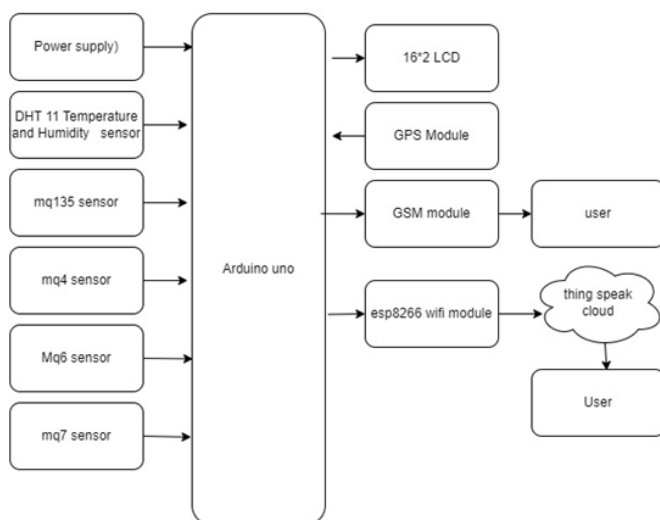 Power supply)
DHT 11 Temperature
and Humidity sensor
mq135 sensor
mq4 sensor
Mq6 sensor
mq7 sensor
Arduino uno
16*2 LCD
GPS Module
GSM module
user
esp8266 wifi module
thing speak
cloud
User